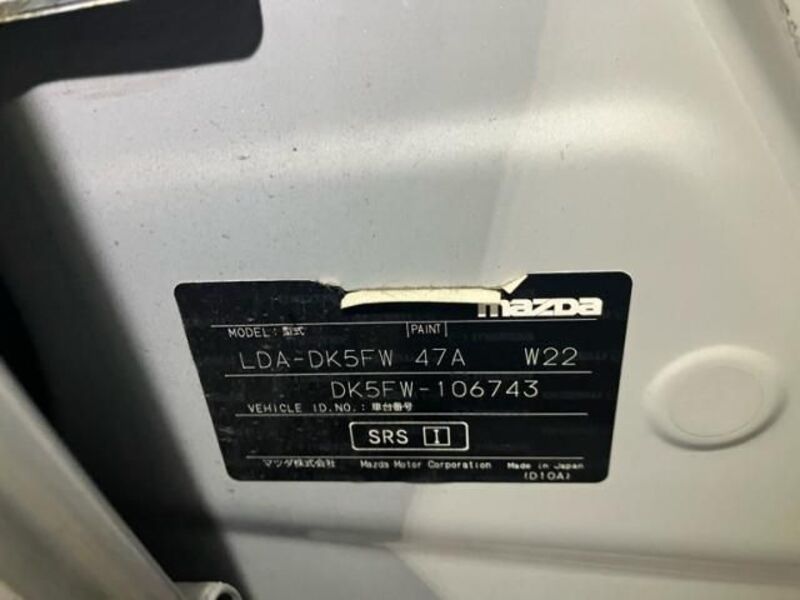 mazda
MODEL : 型式 PAINT
LDA-DK5FW 47A W22
DK5FW-106743
VEHICLE ID.NO. : 車台番号
SRS I
マツダ株式会社 Mazda Motor Corporation Made in Japan
(D10A)